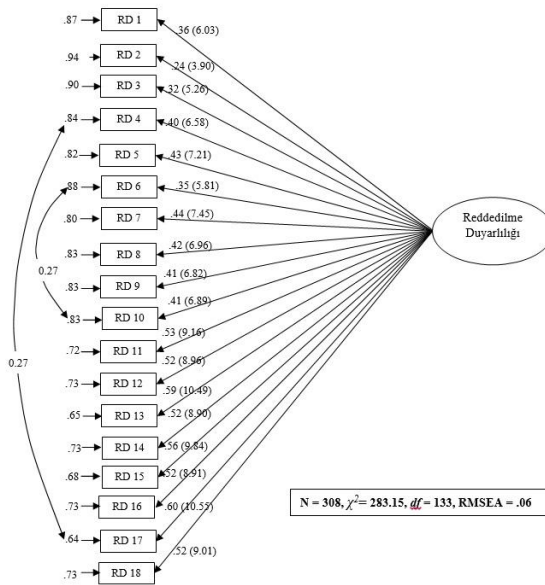 .87 RD 1 .36 (6.03)
.94 RD 2 .24 (3.90)
.90 RD 3 .32 (5.26)
.84 RD 4 .40 (6.58)
.82 RD 5 .43 (7.21)
.88 RD 6 .35 (5.81)
.80 RD 7 .44 (7.45)
Reddedilme
Duyarlılığı
.83 RD 8 .42 (6.96)
0.27
.83 RD 9 .41 (6.82)
.83 RD 10 .41 (6.89)
0.27
.72 RD 11 .53 (9.16)
.73 RD 12 .52 (8.96)
.65 RD 13 .59 (10.49)
.73 RD 14 .52 (8.90)
.68 RD 15 .56 (9.84)
.73 RD 16 .52 (8.91)
N = 308, χ²= 283.15, df = 133, RMSEA = .06
.64 RD 17 .60 (10.55)
.73 RD 18 .52 (9.01)